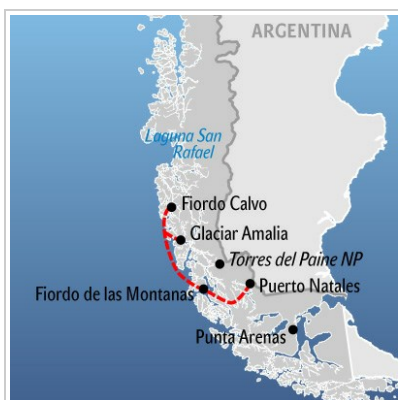 ARGENTINA
Laguna San
Rafael
Fiordo Calvo
Glaciar Amalia
Torres del Paine NP
Puerto Natales
Fiordo de las Montanas
Punta Arenas